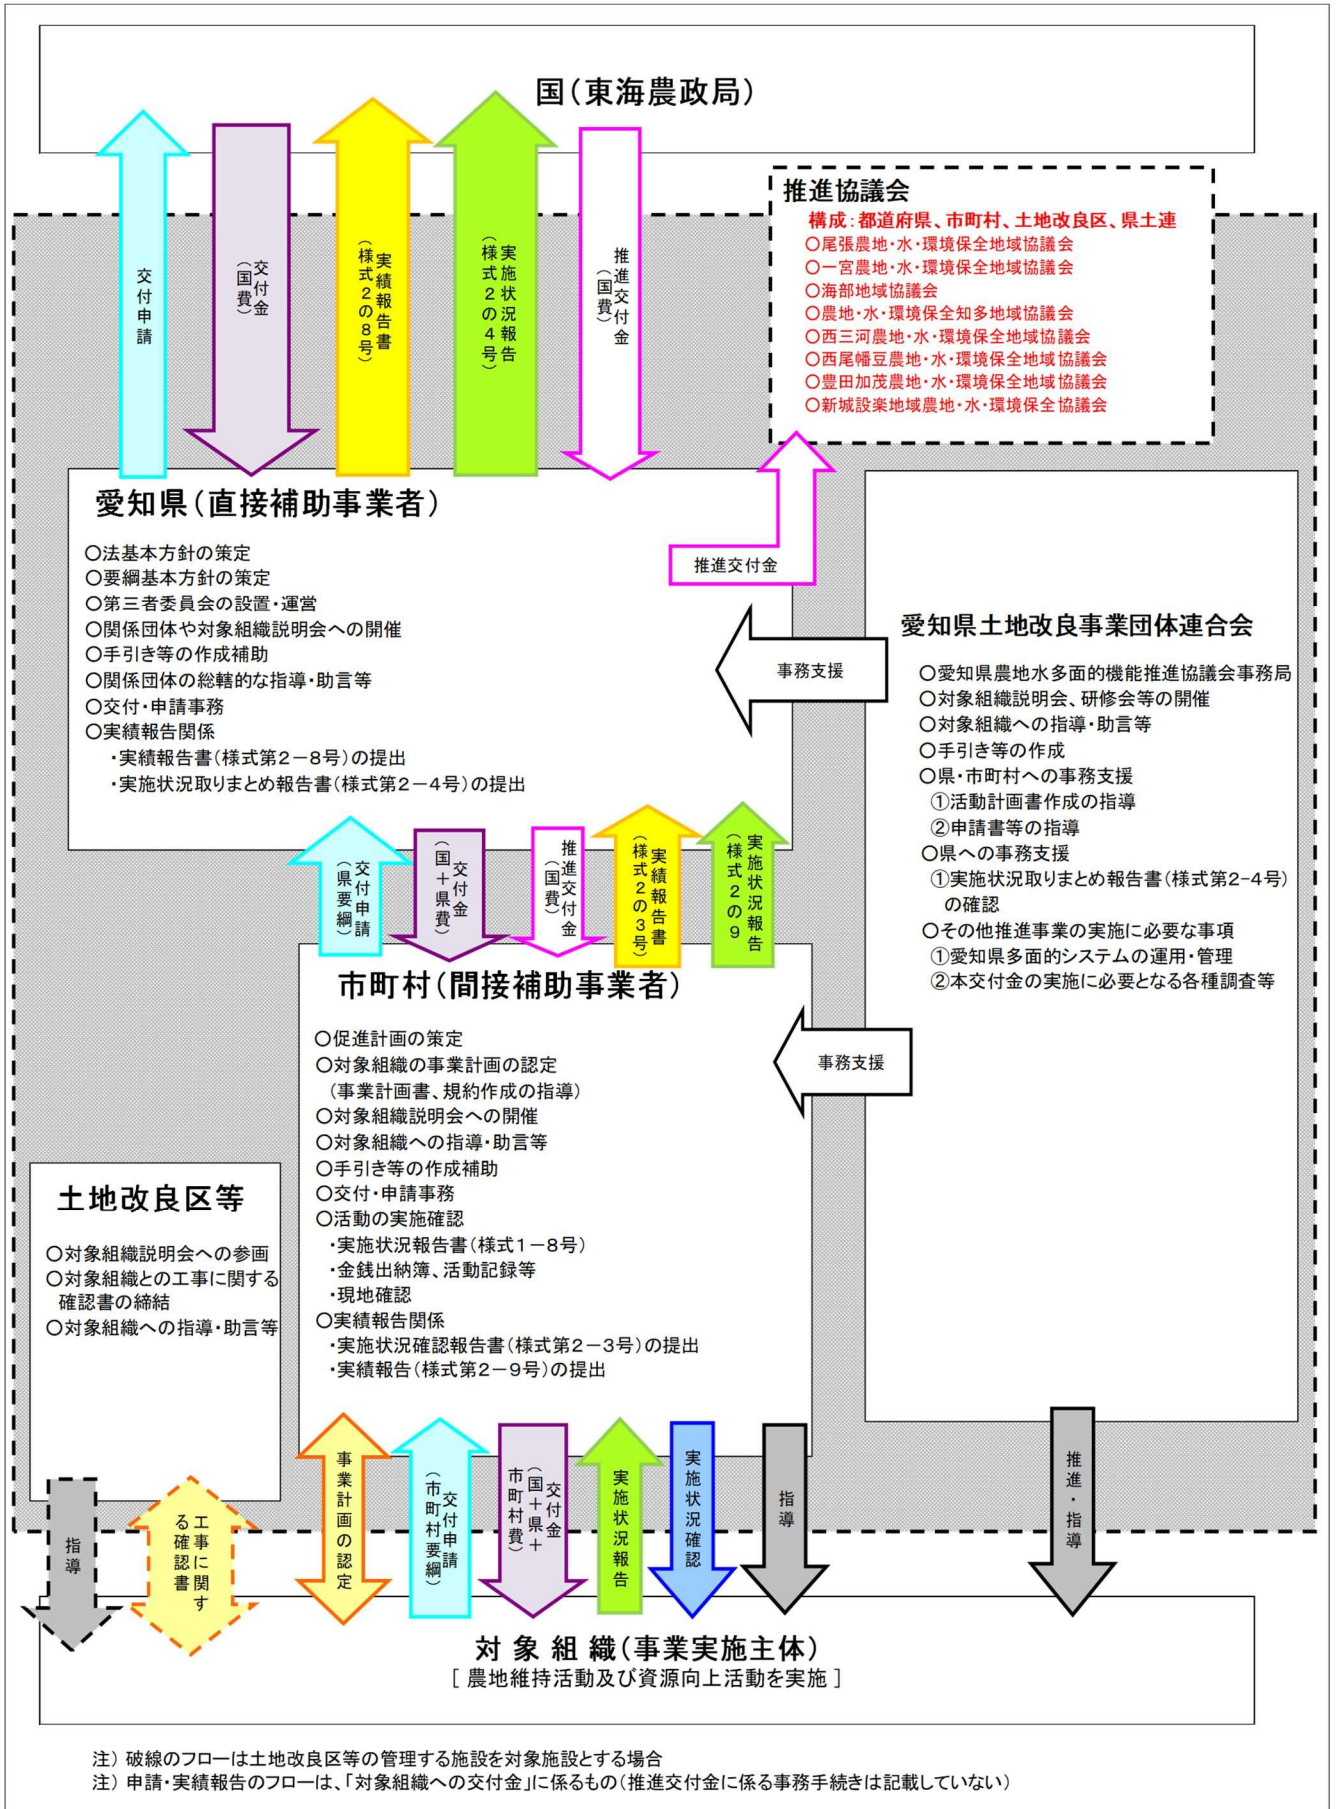 国(東海農政局)
交付申請
交付金
(国費)
実績報告書
(様式2の8号)
実施状況報告
(様式2の4号)
推進交付金
(国費)
推進協議会
構成:都道府県、市町村、土地改良区、県土連
○尾張農地・水・環境保全地域協議会
○一宮農地・水・環境保全地域協議会
○海部地域協議会
○農地・水・環境保全知多地域協議会
○西三河農地・水・環境保全地域協議会
○西尾幡豆農地・水・環境保全地域協議会
○豊田加茂農地・水・環境保全地域協議会
○新城設楽地域農地・水・環境保全協議会
愛知県(直接補助事業者)
○法基本方針の策定
○要綱基本方針の策定
○第三者委員会の設置・運営
○関係団体や対象組織説明会への開催
○手引き等の作成補助
○関係団体の総轄的な指導・助言等
○交付・申請事務
○実績報告関係
・実績報告書(様式第2-8号)の提出
・実施状況取りまとめ報告書(様式第2-4号)の提出
推進交付金
事務支援
愛知県土地改良事業団体連合会
○愛知県農地水多面的機能推進協議会事務局
○対象組織説明会、研修会等の開催
○対象組織への指導・助言等
○手引き等の作成
○県・市町村への事務支援
①活動計画書作成の指導
②申請書等の指導
○県への事務支援
①実施状況取りまとめ報告書(様式第2-4号)
の確認
○その他推進事業の実施に必要な事項
①愛知県多面的システムの運用・管理
②本交付金の実施に必要となる各種調査等
交付申請
(県要綱)
交付金
(国+県費)
推進交付金
(国費)
実績報告書
(様式2の3号)
実施状況報告
(様式2の9
市町村(間接補助事業者)
○促進計画の策定
○対象組織の事業計画の認定
(事業計画書、規約作成の指導)
○対象組織説明会への開催
○対象組織への指導・助言等
○手引き等の作成補助
○交付・申請事務
○活動の実施確認
・実施状況報告書(様式1-8号)
・金銭出納簿、活動記録等
・現地確認
○実績報告関係
・実施状況確認報告書(様式第2-3号)の提出
・実績報告(様式第2-9号)の提出
事務支援
土地改良区等
○対象組織説明会への参画
○対象組織との工事に関する
確認書の締結
○対象組織への指導・助言等
指導
工事に関す
る確認書
事業計画の認定
交付申請
(市町村要綱)
交付金
(国+県+
市町村費)
実施状況報告
実施状況確認
指導
推進・指導
対 象 組 織(事業実施主体)
[ 農地維持活動及び資源向上活動を実施 ]
注) 破線のフローは土地改良区等の管理する施設を対象施設とする場合
注) 申請・実績報告のフローは、「対象組織への交付金」に係るもの(推進交付金に係る事務手続きは記載していない)